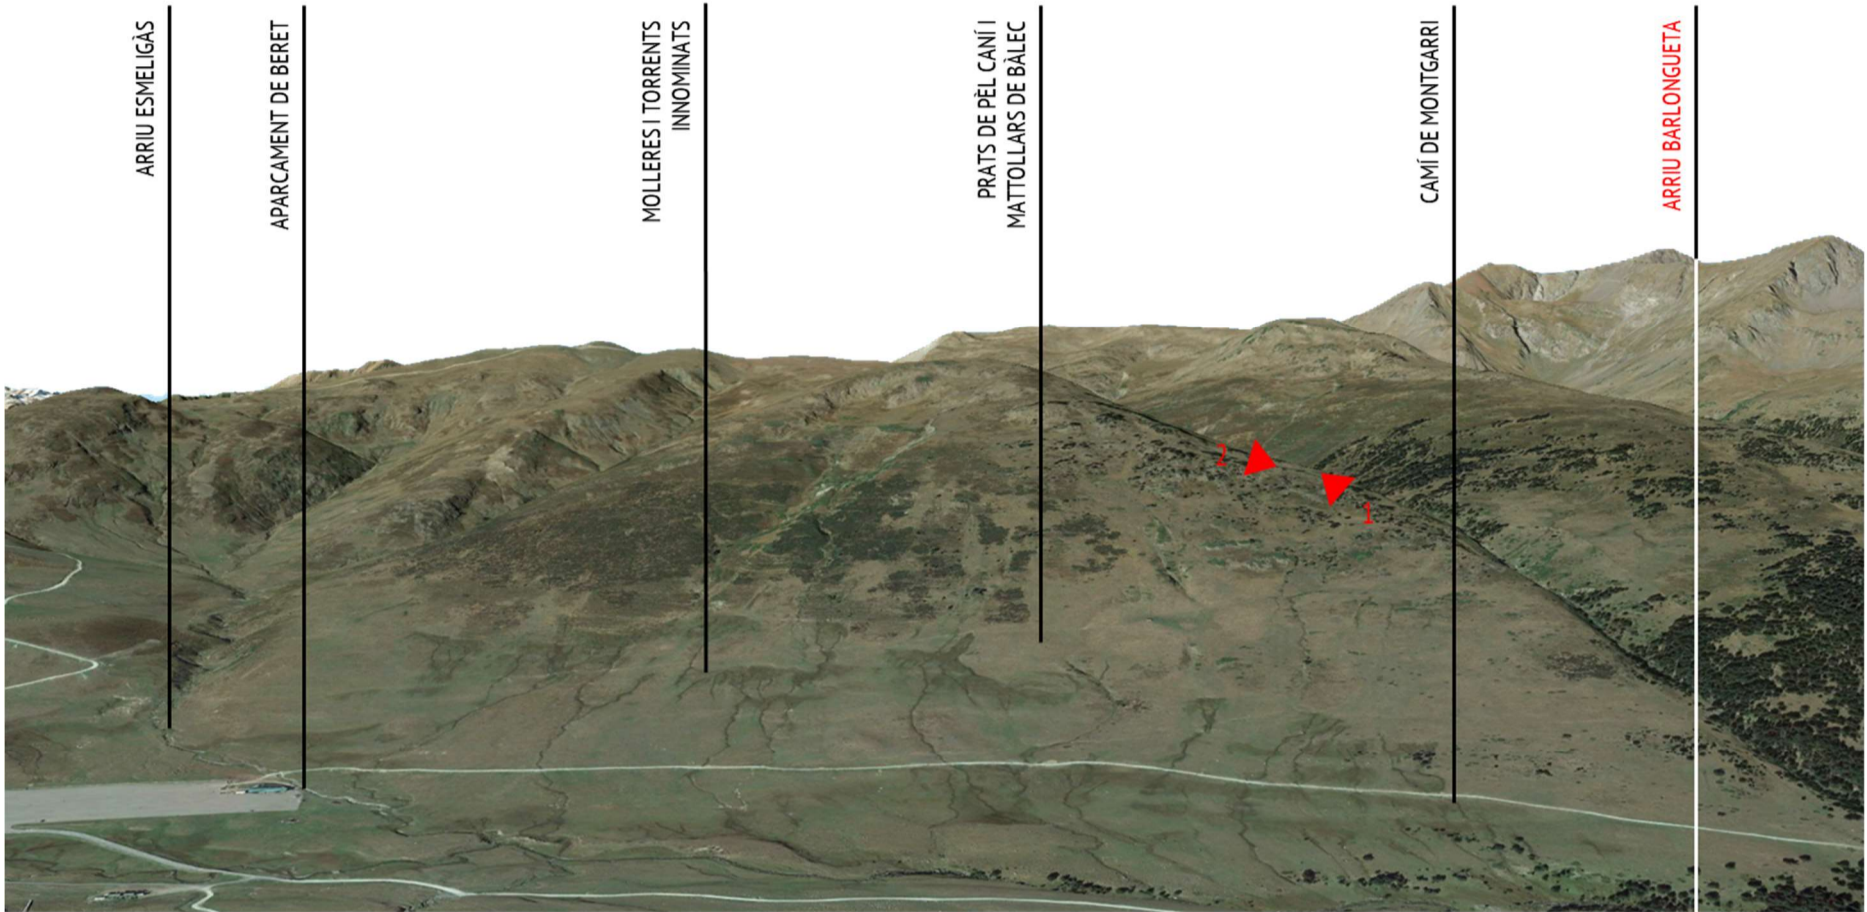 ARRIU ESMELIGÀS
APARCAMENT DE BERET
MOLLERES I TORRENTS
INNOMINATS
PRATS DE PÈL CANÍ I
MATTOLLARS DE BÀLEC
CAMÍ DE MONTGARRI
ARRIU BARLONGUETA
2
1